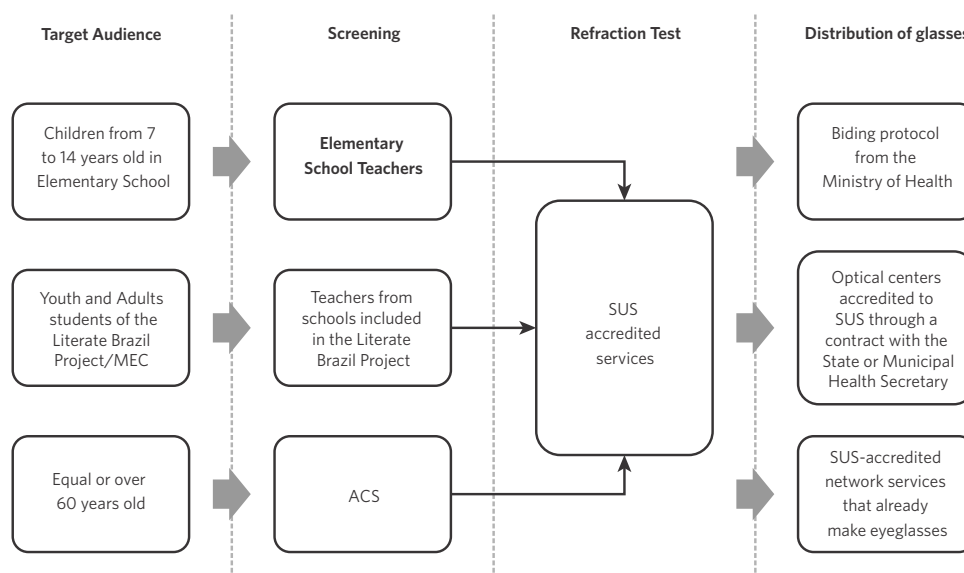 Target Audience
Screening
Refraction Test
Distribution of glasses
Children from 7
to 14 years old in
Elementary School
Elementary
School Teachers
Biding protocol
from the
Ministry of Health
Youth and Adults
students of the
Literate Brazil
Project/MEC
Teachers from
schools included
in the Literate
Brazil Project
SUS
accredited
services
Optical centers
accredited to
SUS through a
contract with the
State or Municipal
Health Secretary
Equal or over
60 years old
ACS
SUS-accredited
network services
that already
make eyeglasses